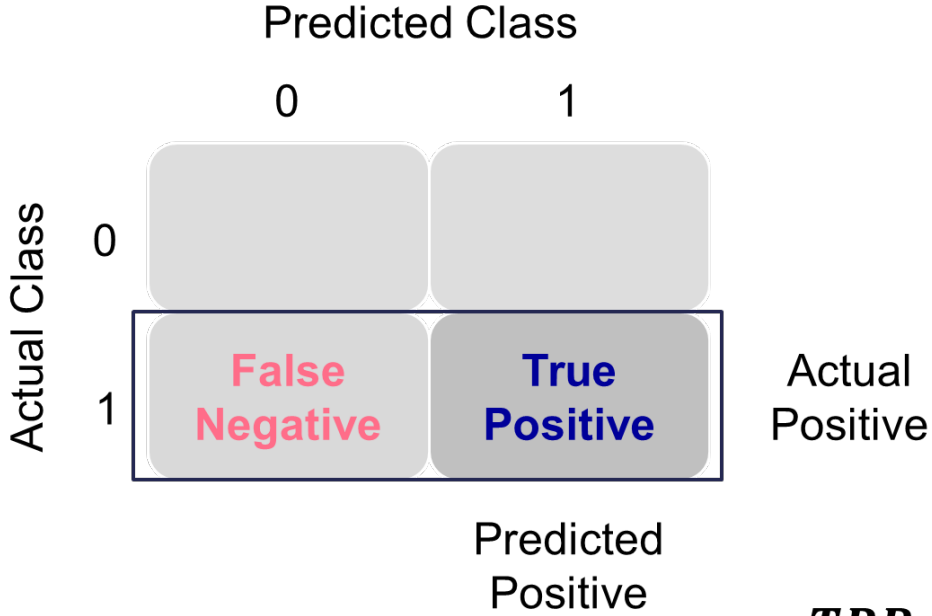 Predicted Class
0 1
Actual Class
0
1
False
Negative
True
Positive
Actual
Positive
Predicted
Positive